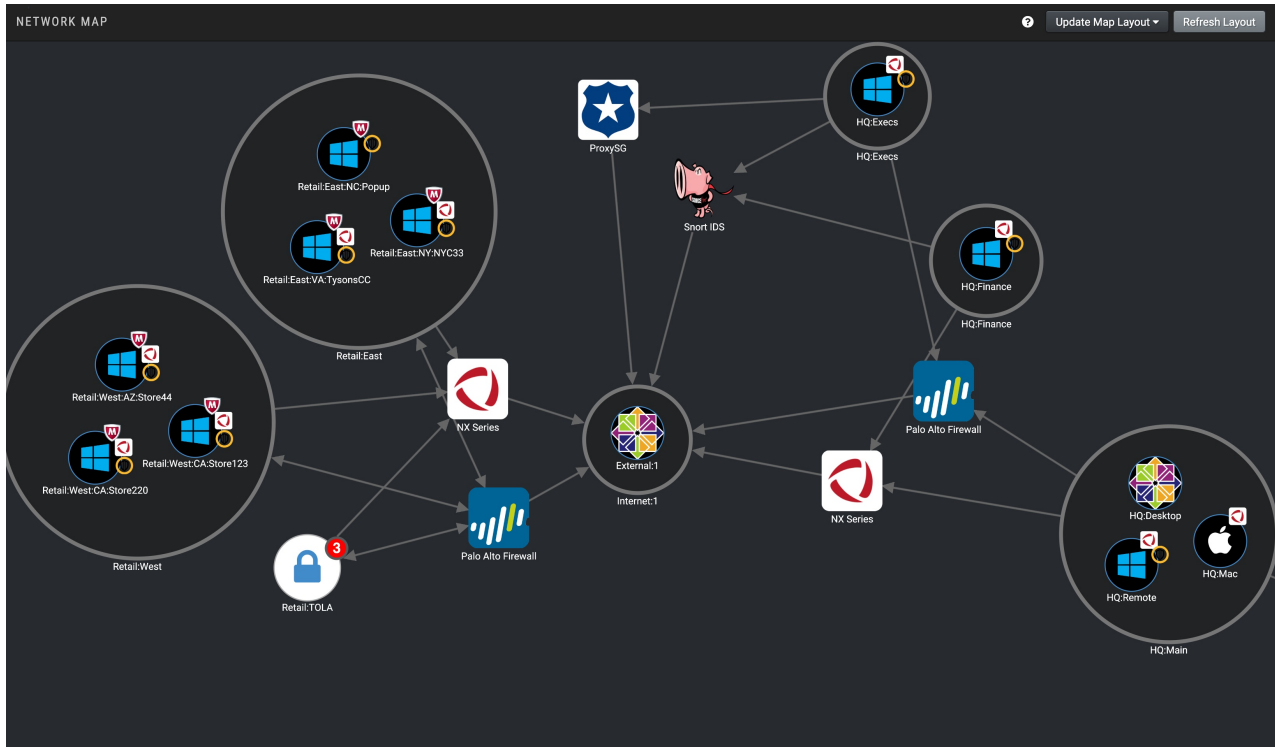 NETWORK MAP
?
Update Map Layout
Refresh Layout
HQ:Execs
HQ:Execs
ProxySG
M
Retail:East:NC:Popup
M
Retail:East:NY:NYC33
M
Retail:East:VA:TysonsCC
Retail:East
Snort IDS
HQ:Finance
HQ:Finance
M
Retail:West:AZ:Store44
M
Retail:West:CA:Store123
M
Retail:West:CA:Store220
Retail:West
NX Series
Palo Alto Firewall
External:1
Internet:1
Palo Alto Firewall
NX Series
3
Retail:TOLA
HQ:Desktop
HQ:Mac
HQ:Remote
HQ:Main